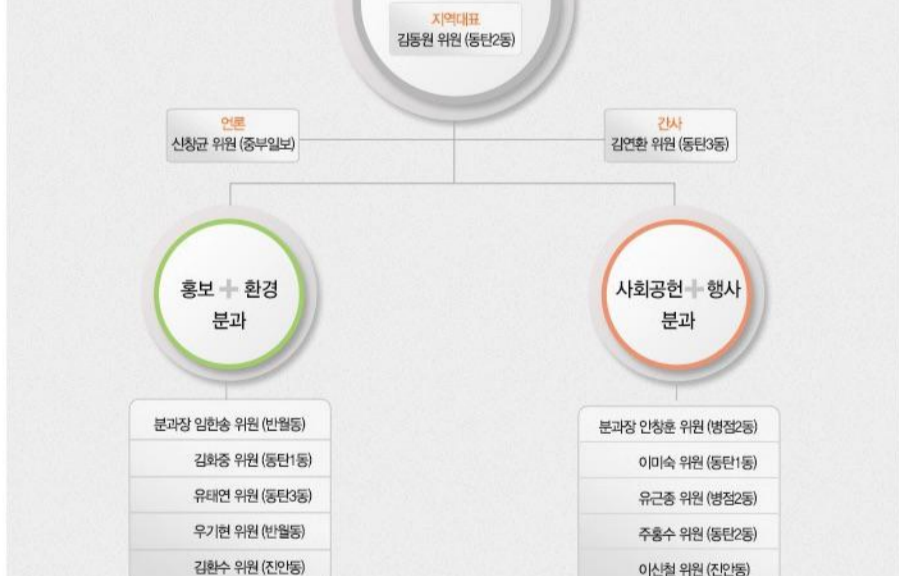 지역대표
김동원 위원 (동탄2동)
언론
신창균 위원 (중부일보)
간사
김연환 위원 (동탄3동)
홍보 + 환경
분과
사회공헌 + 행사
분과
분과장 임한송 위원 (반월동)
김화중 위원 (동탄1동)
유태연 위원 (동탄3동)
우기현 위원 (반월동)
김환수 위원 (진안동)
분과장 안창훈 위원 (병점2동)
이미숙 위원 (동탄1동)
유근종 위원 (병점2동)
주홍수 위원 (동탄2동)
이신철 위원 (진안동)